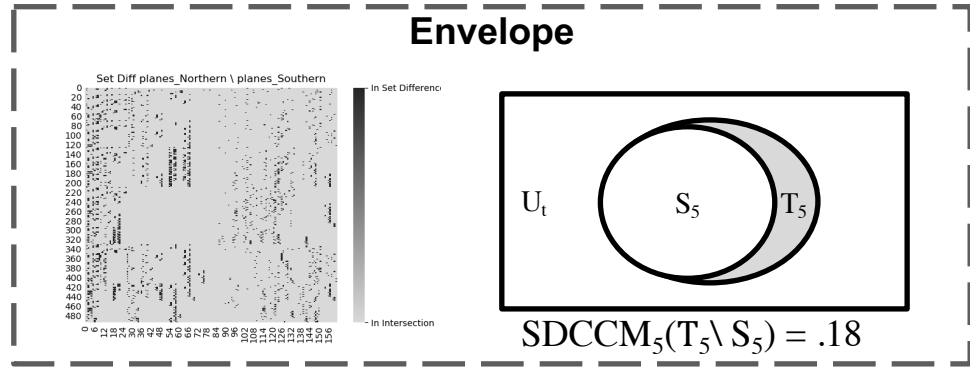 Envelope
Set Diff planes_Northern \ planes_Southern
In Set Difference
0
20
40
60
80
100
120
140
160
180
200
220
240
260
280
300
320
340
360
380
400
420
440
460
480
In Intersection
0 6 12 18 24 30 36 42 48 54 60 66 72 78 84 90 96 102 108 114 120 126 132 138 144 150 156
Uₜ
S₅
T₅
SDCCM₅(T₅\ S₅) = .18